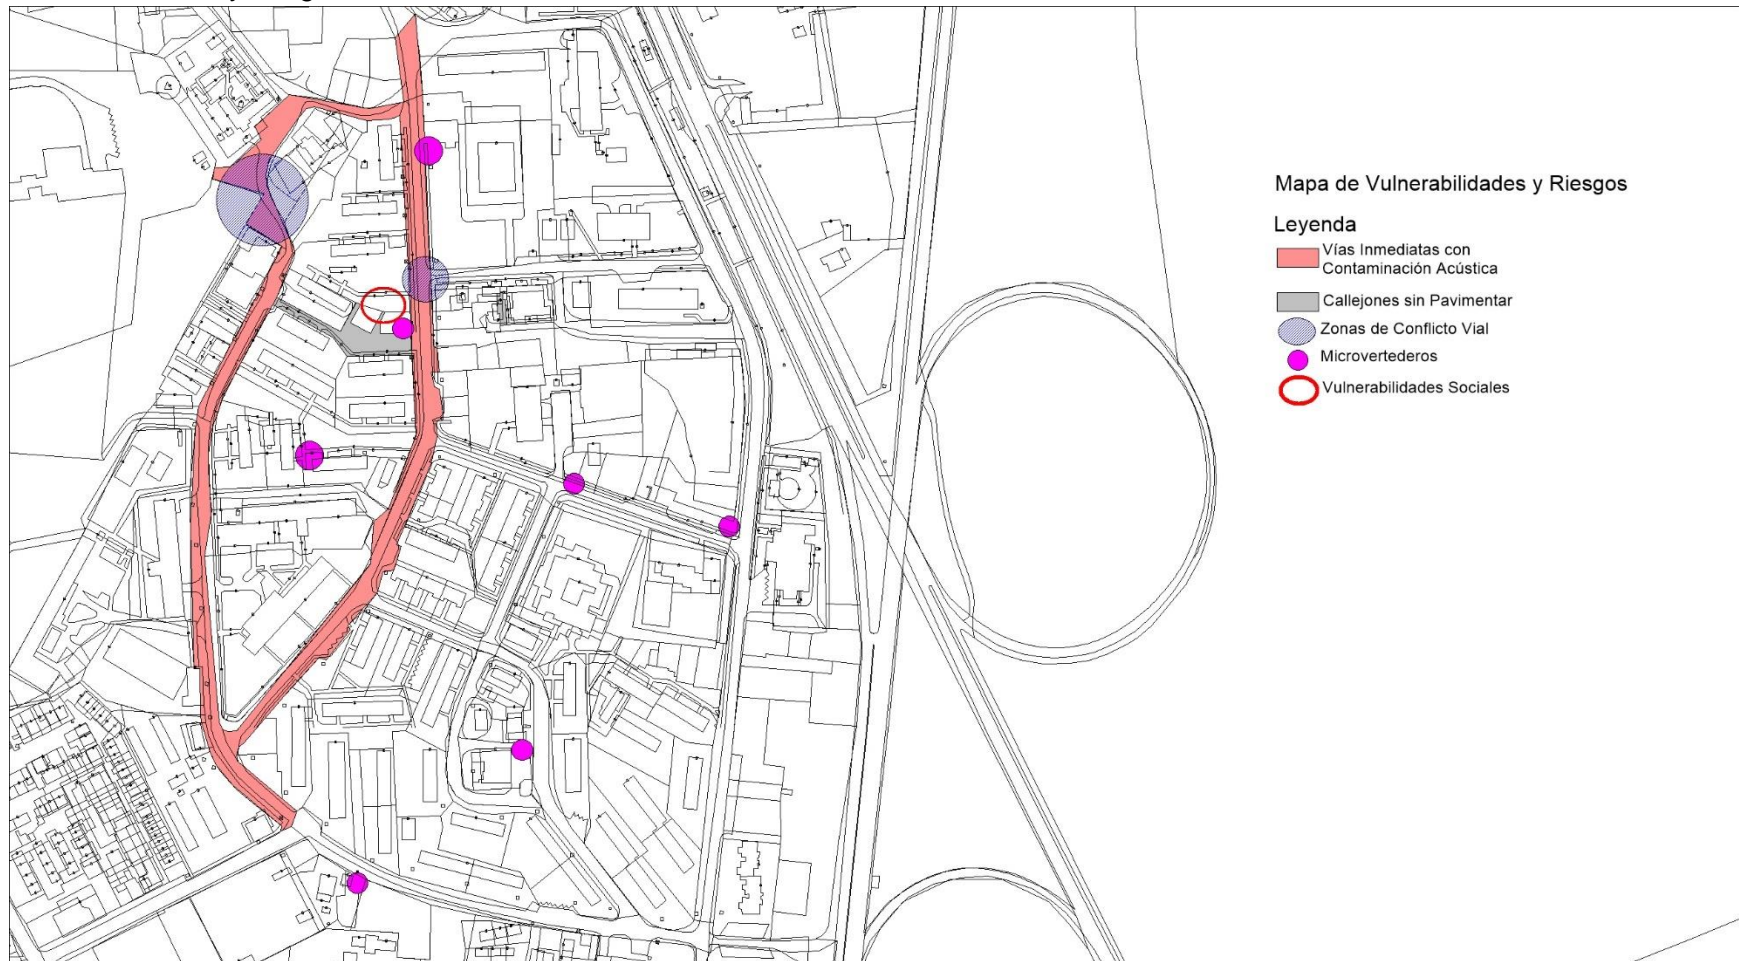 Mapa de Vulnerabilidades y Riesgos
Leyenda
Vías Inmediatas con
Contaminación Acústica
Callejones sin Pavimentar
Zonas de Conflicto Vial
Microvertederos
Vulnerabilidades Sociales